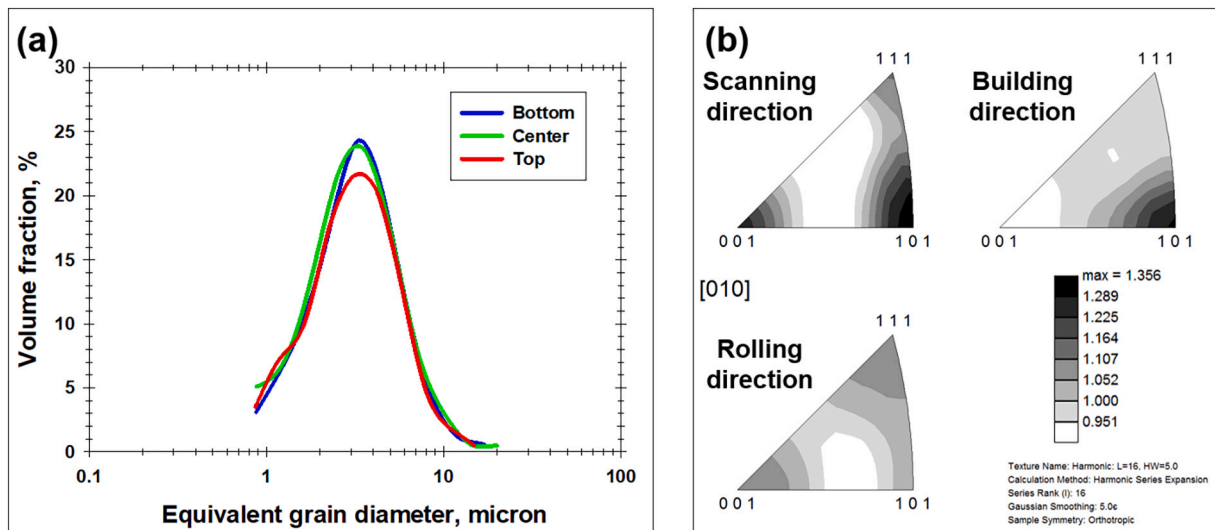 (a)
30
25
20
15
10
5
0
Volume fraction, %
Bottom
Center
Top
0.1 1 10 100
Equivalent grain diameter, micron
(b)
Scanning
direction
1 1 1
0 0 1 1 0 1
Building
direction
1 1 1
0 0 1 1 0 1
[010]
Rolling
direction
1 1 1
0 0 1 1 0 1
max = 1.356
1.289
1.225
1.164
1.107
1.052
1.000
0.951
Texture Name: Harmonic: L=16, HW=5.0
Calculation Method: Harmonic Series Expansion
Series Rank (l): 16
Gaussian Smoothing: 5.0є
Sample Symmetry: Orthotropic